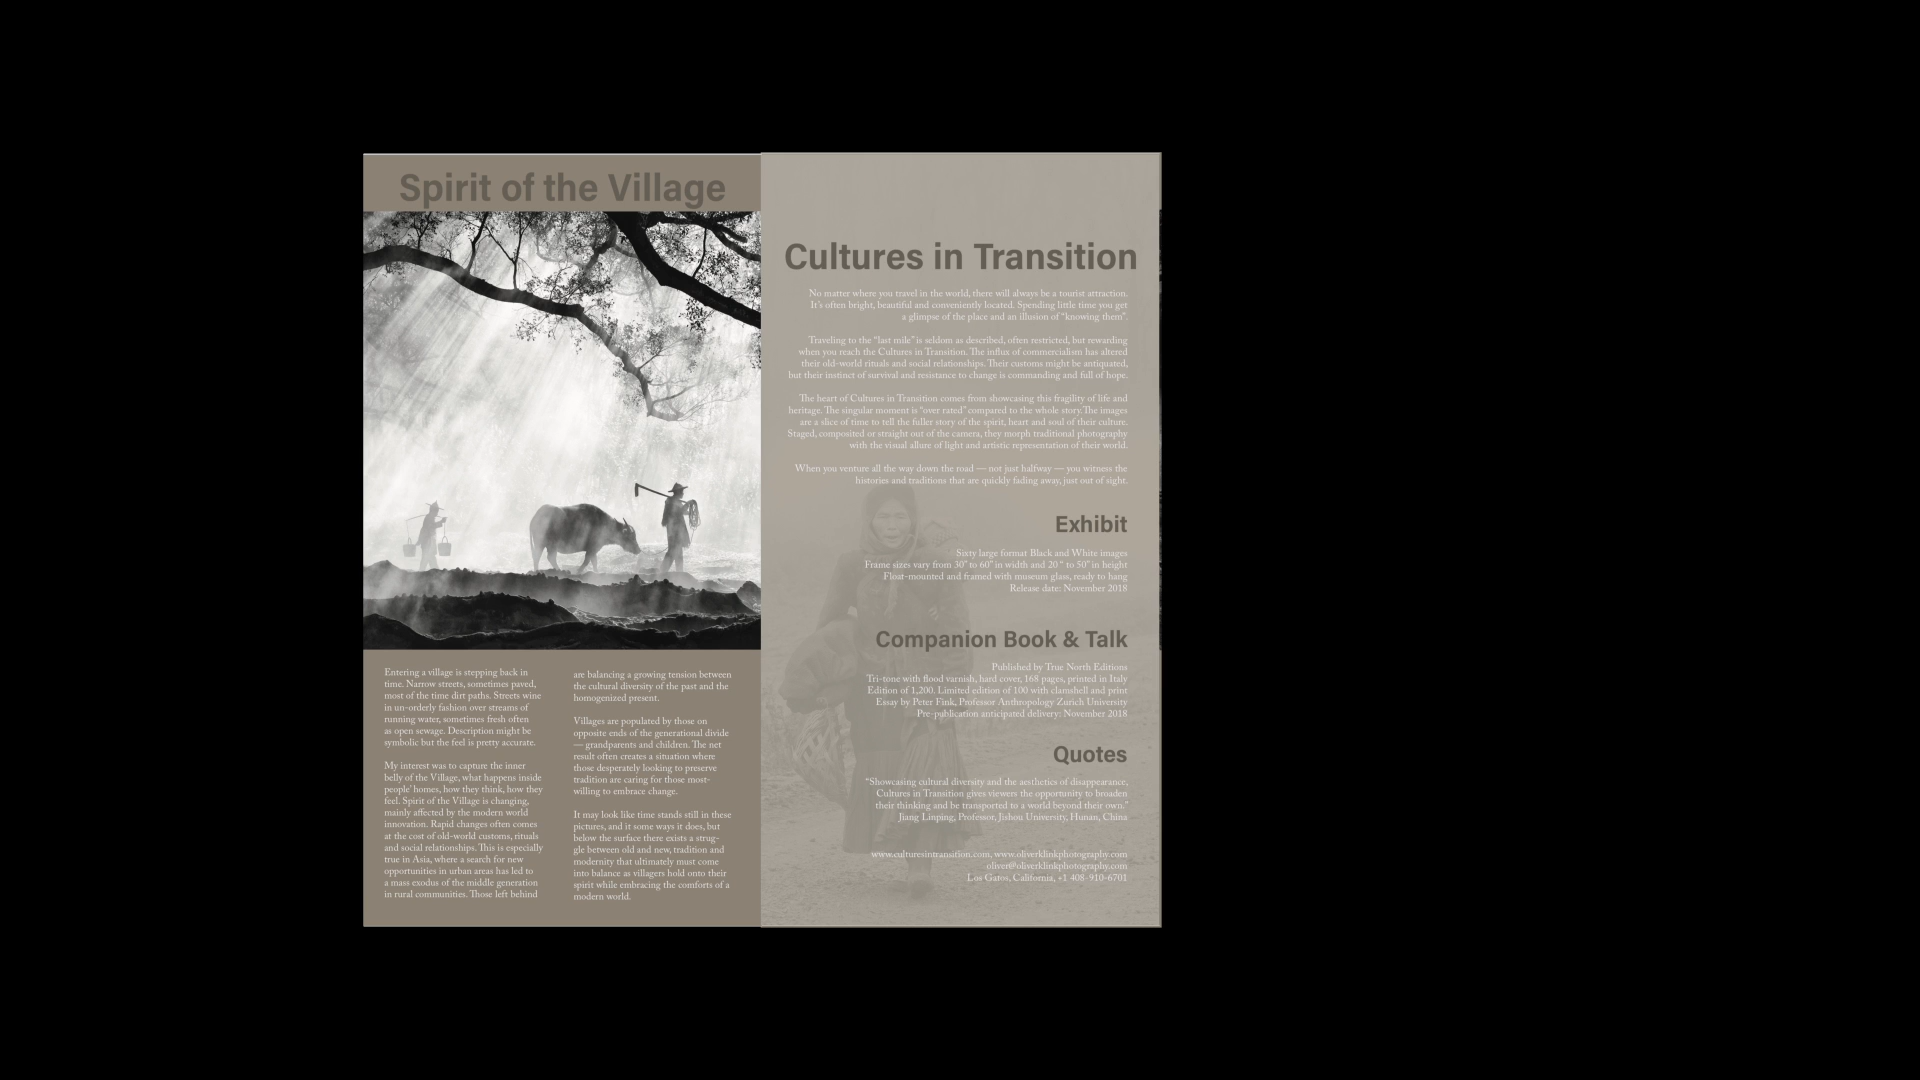 Spirit of the Village
Entering a village is stepping back in
time. Narrow streets, sometimes paved,
most of the time dirt paths. Streets wine
in un-orderly fashion over streams of
running water, sometimes fresh often
as open sewage. Description might be
symbolic but the feel is pretty accurate.
My interest was to capture the inner
belly of the Village, what happens inside
people' homes, how they think, how they
feel. Spirit of the Village is changing,
mainly affected by the modern world
innovation. Rapid changes often comes
at the cost of old-world customs, rituals
and social relationships. This is especially
true in Asia, where a search for new
opportunities in urban areas has led to
a mass exodus of the middle generation
in rural communities. Those left behind
are balancing a growing tension between
the cultural diversity of the past and the
homogenized present.
Villages are populated by those on
opposite ends of the generational divide
— grandparents and children. The net
result often creates a situation where
those desperately looking to preserve
tradition are caring for those most-
willing to embrace change.
It may look like time stands still in these
pictures, and it some ways it does, but
below the surface there exists a strug-
gle between old and new, tradition and
modernity that ultimately must come
into balance as villagers hold onto their
spirit while embracing the comforts of a
modern world.
Cultures in Transition
No matter where you travel in the world, there will always be a tourist attraction.
It's often bright, beautiful and conveniently located. Spending little time you get
a glimpse of the place and an illusion of "knowing them".
Traveling to the "last mile" is seldom as described, often restricted, but rewarding
when you reach the Cultures in Transition. The influx of commercialism has altered
their old-world rituals and social relationships. Their customs might be antiquated,
but their instinct of survival and resistance to change is commanding and full of hope.
The heart of Cultures in Transition comes from showcasing this fragility of life and
heritage. The singular moment is "over rated" compared to the whole story. The images
are a slice of time to tell the fuller story of the spirit, heart and soul of their culture.
Staged, composited or straight out of the camera, they morph traditional photography
with the visual allure of light and artistic representation of their world.
When you venture all the way down the road — not just halfway — you witness the
histories and traditions that are quickly fading away, just out of sight.
Exhibit
Sixty large format Black and White images
Frame sizes vary from 30" to 60" in width and 20 " to 50" in height
Float-mounted and framed with museum glass, ready to hang
Release date: November 2018
Companion Book & Talk
Published by True North Editions
Tri-tone with flood varnish, hard cover, 168 pages, printed in Italy
Edition of 1,200. Limited edition of 100 with clamshell and print
Essay by Peter Fink, Professor Anthropology Zurich University
Pre-publication anticipated delivery: November 2018
Quotes
"Showcasing cultural diversity and the aesthetics of disappearance,
Cultures in Transition gives viewers the opportunity to broaden
their thinking and be transported to a world beyond their own."
Jiang Linping, Professor, Jishou University, Hunan, China
www.culturesintransition.com, www.oliverklinkphotography.com
oliver@oliverklinkphotography.com
Los Gatos, California, +1 408-910-6701